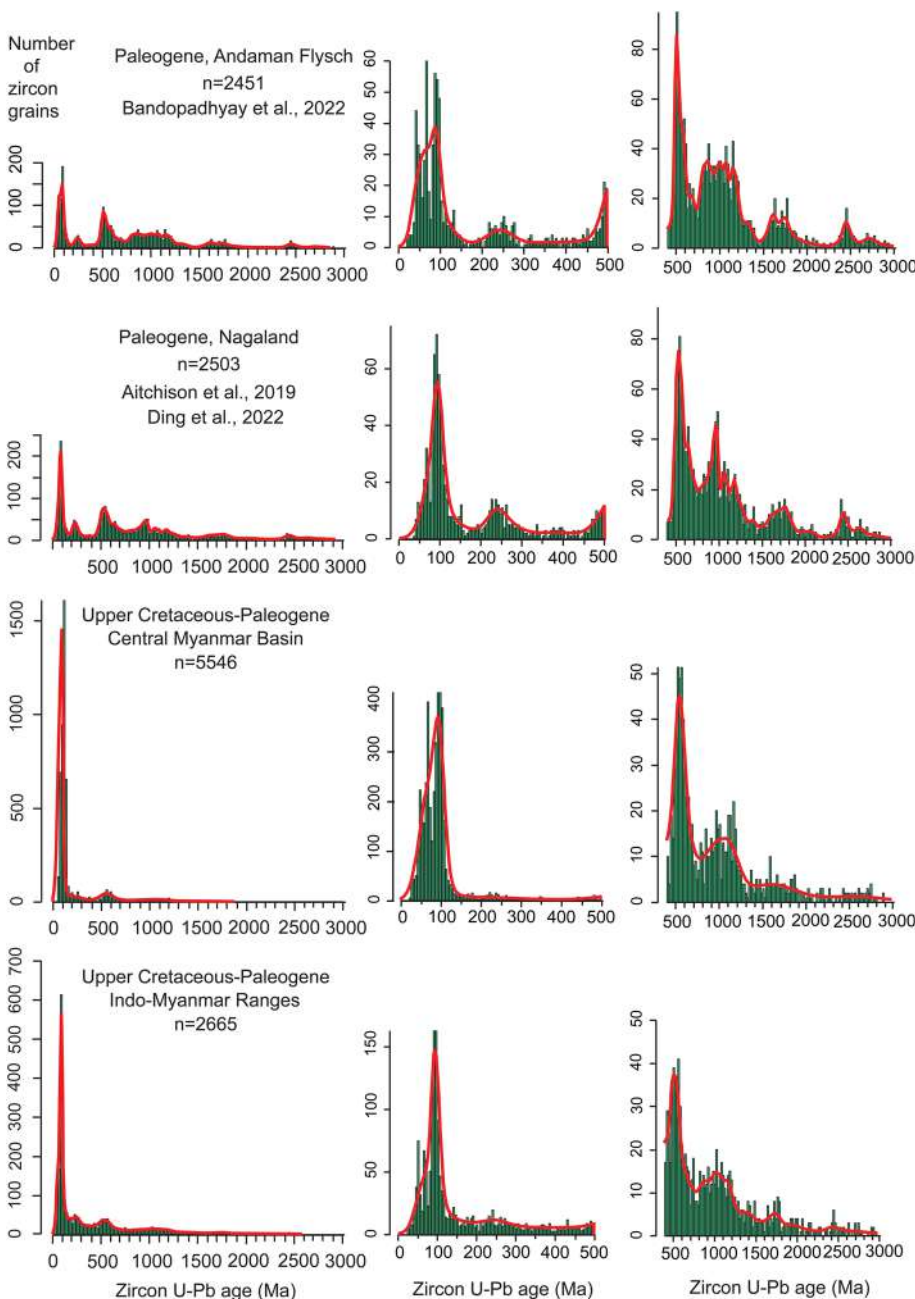 Number
of
zircon
grains
Paleogene, Andaman Flysch
n=2451
Bandopadhyay et al., 2022
0 100 200
0 500 1000 1500 2000 2500 3000
0 10 20 30 40 50 60
0 100 200 300 400 500
0 20 40 60 80
500 1000 1500 2000 2500 3000
Paleogene, Nagaland
n=2503
Aitchison et al., 2019
Ding et al., 2022
0 100 200
0 500 1000 1500 2000 2500 3000
0 20 40 60
0 100 200 300 400 500
0 20 40 60 80
500 1000 1500 2000 2500 3000
Upper Cretaceous-Paleogene
Central Myanmar Basin
n=5546
0 500 1000 1500
0 500 1000 1500 2000 2500 3000
0 100 200 300 400
0 100 200 300 400 500
0 10 20 30 40 50
500 1000 1500 2000 2500 3000
Upper Cretaceous-Paleogene
Indo-Myanmar Ranges
n=2665
0 100 200 300 400 500 600 700
0 500 1000 1500 2000 2500 3000
0 50 100 150
0 100 200 300 400 500
0 10 20 30 40 50
500 1000 1500 2000 2500 3000
Zircon U-Pb age (Ma)
Zircon U-Pb age (Ma)
Zircon U-Pb age (Ma)